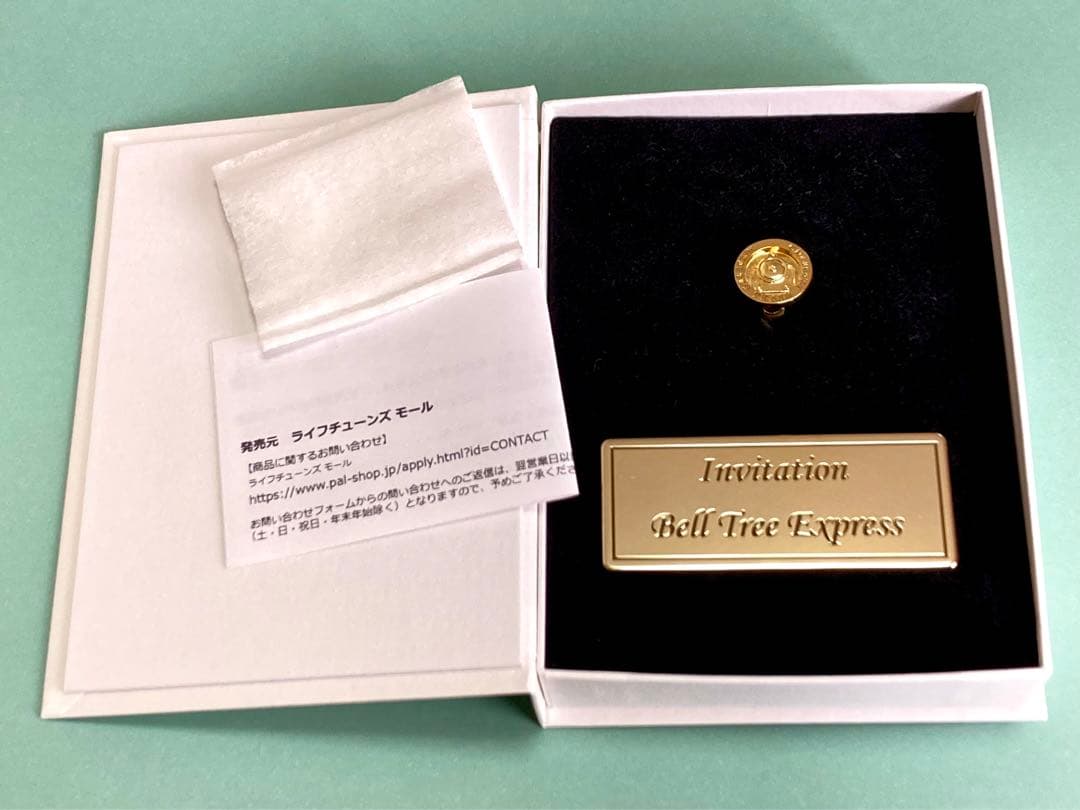 発売元 ライフチューンズ モール
【商品に関するお問い合わせ】
ライフチューンズ モール
https://www.pal-shop.jp/apply.html?id=CONTACT
お問い合わせフォームからの問い合わせへのご返信は、翌営業日以
(土・日・祝日・年末年始除く)となりますので、予めご了承くださ
Invitation
Bell Tree Express